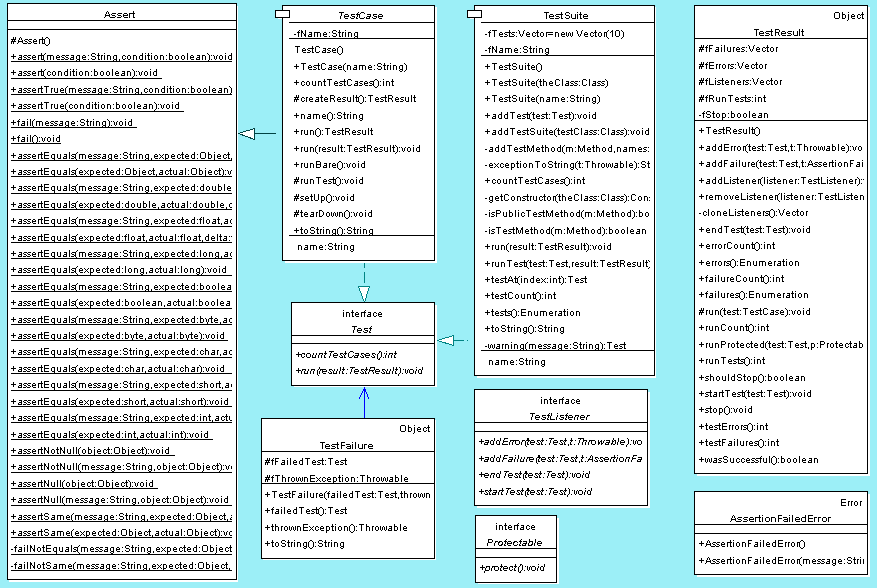 Assert
#Assert()
+assert(message:String,condition:boolean):void
+assert(condition:boolean):void
+assertTrue(message:String,condition:boolean)
+assertTrue(condition:boolean):void
+fail(message:String):void
+fail():void
+assertEquals(message:String,expected:Object,
+assertEquals(expected:Object,actual:Object):v
+assertEquals(message:String,expected:double
+assertEquals(expected:double,actual:double,
+assertEquals(message:String,expected:float,a
+assertEquals(expected:float,actual:float,delta:
+assertEquals(message:String,expected:long,a
+assertEquals(expected:long,actual:long):void
+assertEquals(message:String,expected:boolea
+assertEquals(expected:boolean,actual:boolea
+assertEquals(message:String,expected:byte,a
+assertEquals(expected:byte,actual:byte):void
+assertEquals(message:String,expected:char,a
+assertEquals(expected:char,actual:char):void
+assertEquals(message:String,expected:short,a
+assertEquals(expected:short,actual:short):void
+assertEquals(message:String,expected:int,actu
+assertEquals(expected:int,actual:int):void
+assertNotNull(object:Object):void
+assertNotNull(message:String,object:Object):v
+assertNull(object:Object):void
+assertNull(message:String,object:Object):void
+assertSame(message:String,expected:Object,
+assertSame(expected:Object,actual:Object):vo
-failNotEquals(message:String,expected:Object
-failNotSame(message:String,expected:Object,
TestCase
-fName:String
TestCase()
+TestCase(name:String)
+countTestCases():int
#createResult():TestResult
+name():String
+run():TestResult
+run(result:TestResult):void
+runBare():void
#runTest():void
#setUp():void
#tearDown():void
+toString():String
name:String
interface
Test
+countTestCases():int
+run(result:TestResult):void
Object
TestFailure
#fFailedTest:Test
#fThrownException:Throwable
+TestFailure(failedTest:Test,thrown
+failedTest():Test
+thrownException():Throwable
+toString():String
TestSuite
-fTests:Vector=new Vector(10)
-fName:String
+TestSuite()
+TestSuite(theClass:Class)
+TestSuite(name:String)
+addTest(test:Test):void
+addTestSuite(testClass:Class):void
-addTestMethod(m:Method,names:
-exceptionToString(t:Throwable):St
+countTestCases():int
-getConstructor(theClass:Class):Con
-isPublicTestMethod(m:Method):bo
-isTestMethod(m:Method):boolean
+run(result:TestResult):void
+runTest(test:Test,result:TestResult)
+testAt(index:int):Test
+testCount():int
+tests():Enumeration
+toString():String
-warning(message:String):Test
name:String
interface
TestListener
+addError(test:Test,t:Throwable):vo
+addFailure(test:Test,t:AssertionFa
+endTest(test:Test):void
+startTest(test:Test):void
interface
Protectable
+protect():void
Object
TestResult
#fFailures:Vector
#fErrors:Vector
#fListeners:Vector
#fRunTests:int
-fStop:boolean
+TestResult()
+addError(test:Test,t:Throwable):vo
+addFailure(test:Test,t:AssertionFai
+addListener(listener:TestListener):
+removeListener(listener:TestListen
-cloneListeners():Vector
+endTest(test:Test):void
+errorCount():int
+errors():Enumeration
+failureCount():int
+failures():Enumeration
#run(test:TestCase):void
+runCount():int
+runProtected(test:Test,p:Protectab
+runTests():int
+shouldStop():boolean
+startTest(test:Test):void
+stop():void
+testErrors():int
+testFailures():int
+wasSuccessful():boolean
Error
AssertionFailedError
+AssertionFailedError()
+AssertionFailedError(message:Stri